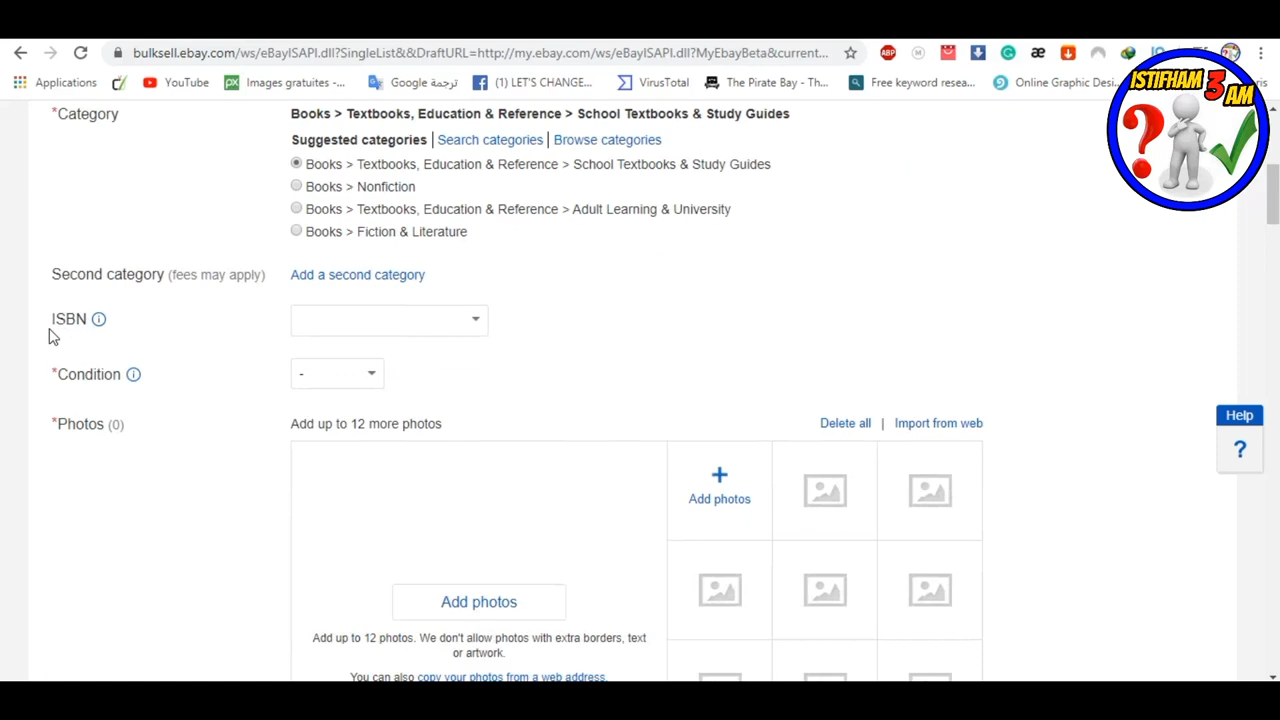 bulksell.ebay.com/ws/eBayISAPI.dll?SingleList&&DraftURL=http://my.ebay.com/ws/eBayISAPI.dll?MyEbayBeta&current...
ABP
Applications
YouTube
px
Images gratuites -...
Google ترجمة
(1) LET'S CHANGE...
VirusTotal
The Pirate Bay - Th...
Free keyword resea...
Online Graphic Desi...
ISTIFHAM 3 AM
*Category
Books > Textbooks, Education & Reference > School Textbooks & Study Guides
Suggested categories | Search categories | Browse categories
Books > Textbooks, Education & Reference > School Textbooks & Study Guides
Books > Nonfiction
Books > Textbooks, Education & Reference > Adult Learning & University
Books > Fiction & Literature
Second category (fees may apply)
Add a second category
ISBN
*Condition
-
*Photos (0)
Add up to 12 more photos
Delete all | Import from web
Help
?
+
Add photos
Add photos
Add up to 12 photos. We don't allow photos with extra borders, text
or artwork.
You can also copy your photos from a web address.